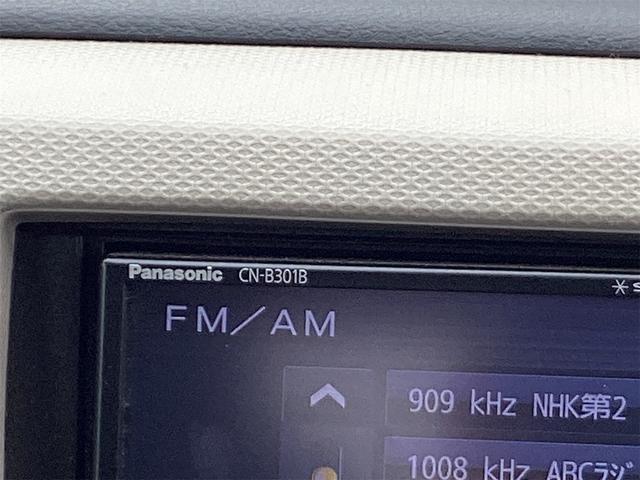 Panasonic CN-B301B
FM/AM
909 kHz NHK第2
1008 kHz ABCラジ